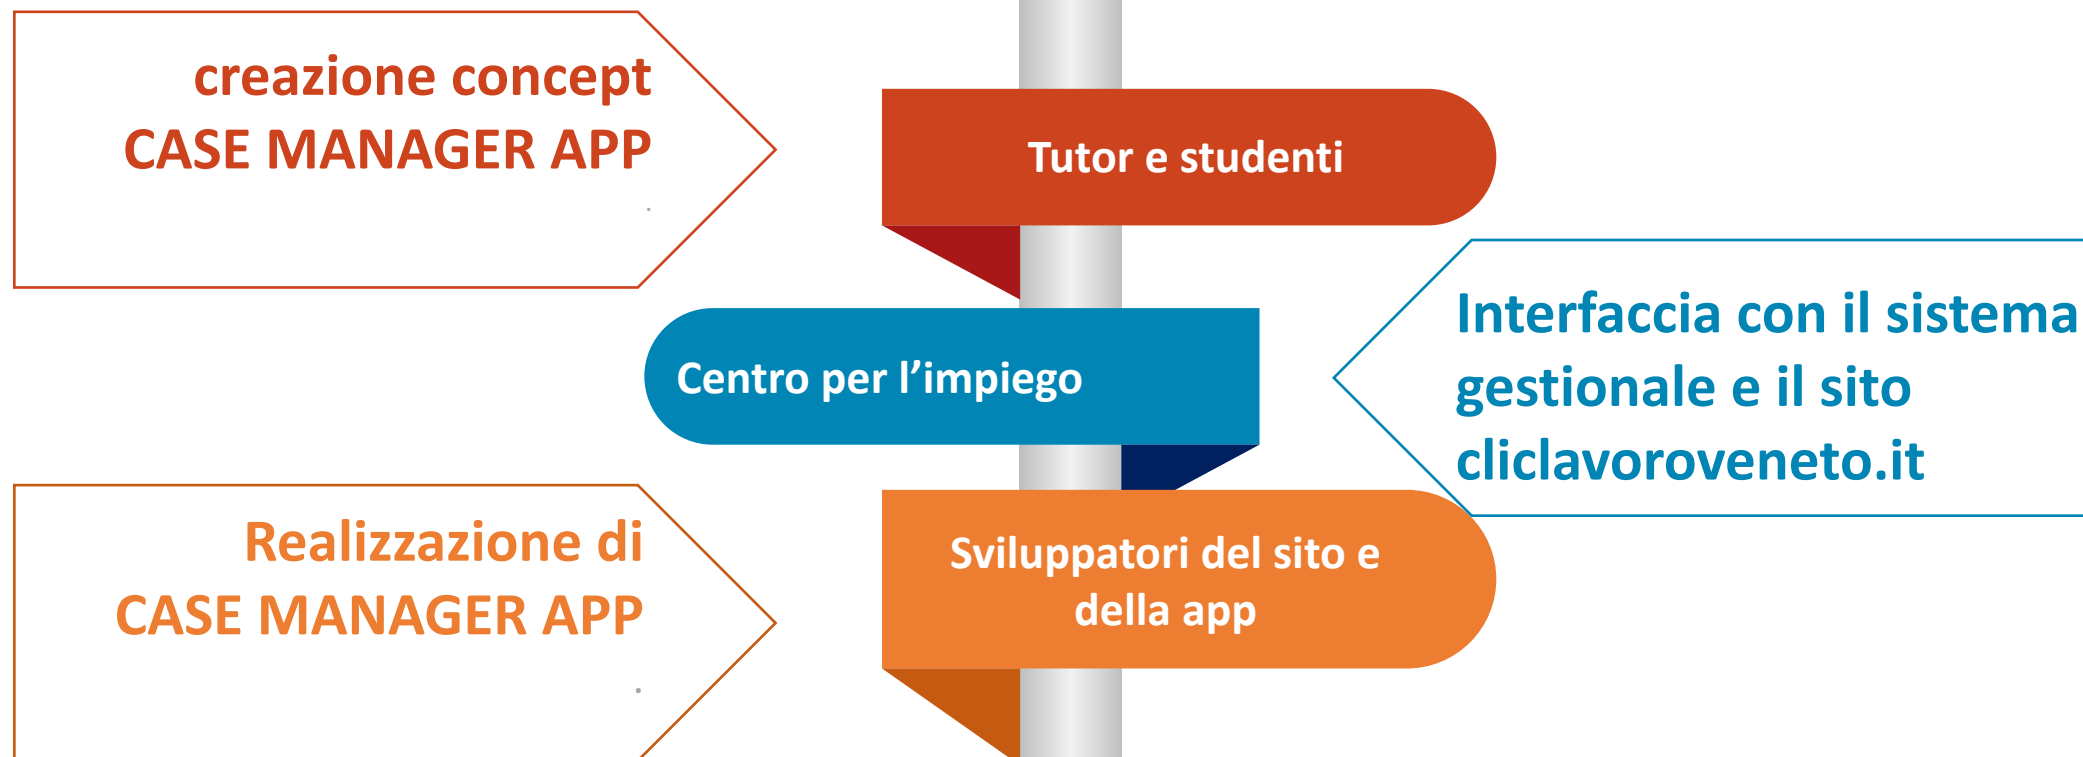 creazione concept
CASE MANAGER APP
.
Tutor e studenti
Centro per l’impiego
Interfaccia con il sistema
gestionale e il sito
cliclavoroveneto.it
Realizzazione di
CASE MANAGER APP
.
Sviluppatori del sito e
della app